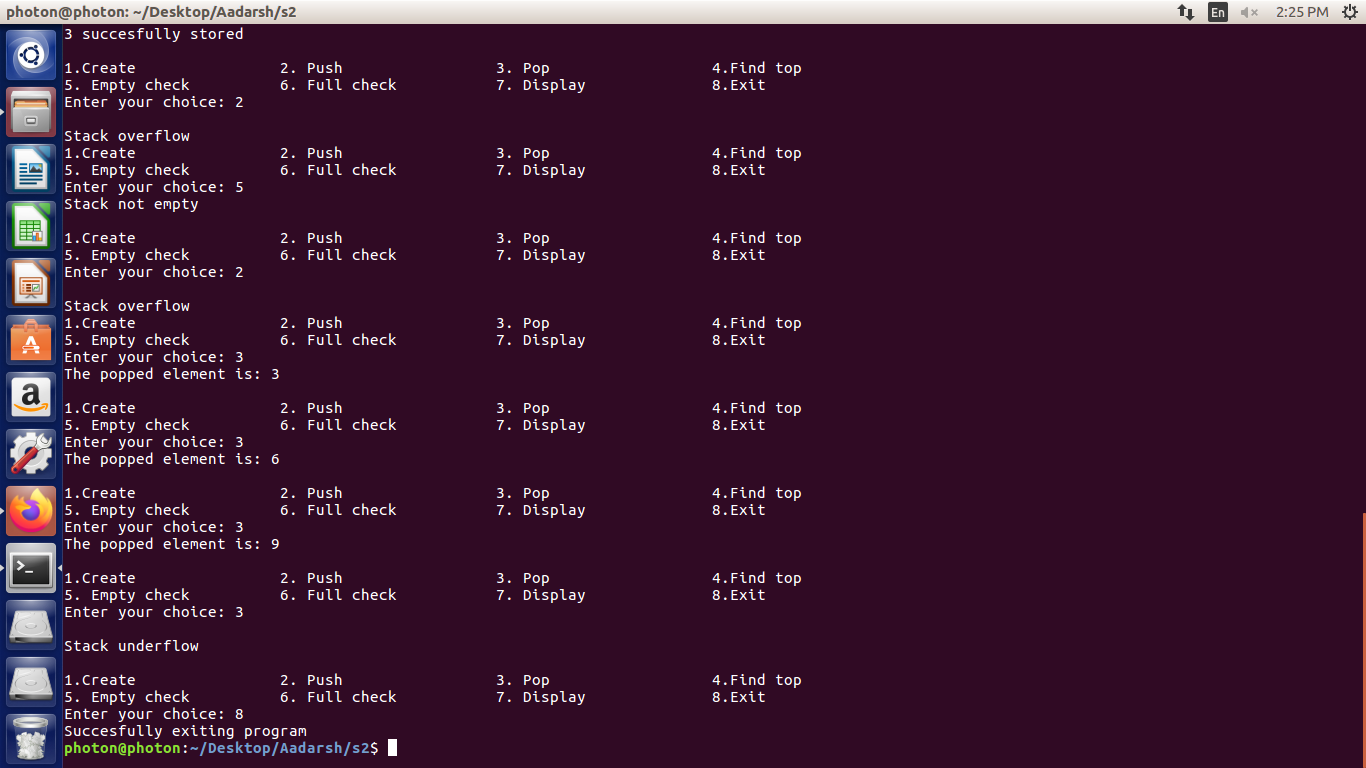 photon@photon: ~/Desktop/Aadarsh/s2
En
2:25 PM
3 succesfully stored
1.Create 2. Push 3. Pop 4.Find top
5. Empty check 6. Full check 7. Display 8.Exit
Enter your choice: 2
Stack overflow
1.Create 2. Push 3. Pop 4.Find top
5. Empty check 6. Full check 7. Display 8.Exit
Enter your choice: 5
Stack not empty
1.Create 2. Push 3. Pop 4.Find top
5. Empty check 6. Full check 7. Display 8.Exit
Enter your choice: 2
Stack overflow
1.Create 2. Push 3. Pop 4.Find top
5. Empty check 6. Full check 7. Display 8.Exit
Enter your choice: 3
The popped element is: 3
1.Create 2. Push 3. Pop 4.Find top
5. Empty check 6. Full check 7. Display 8.Exit
Enter your choice: 3
The popped element is: 6
1.Create 2. Push 3. Pop 4.Find top
5. Empty check 6. Full check 7. Display 8.Exit
Enter your choice: 3
The popped element is: 9
1.Create 2. Push 3. Pop 4.Find top
5. Empty check 6. Full check 7. Display 8.Exit
Enter your choice: 3
Stack underflow
1.Create 2. Push 3. Pop 4.Find top
5. Empty check 6. Full check 7. Display 8.Exit
Enter your choice: 8
Succesfully exiting program
photon@photon:~/Desktop/Aadarsh/s2$